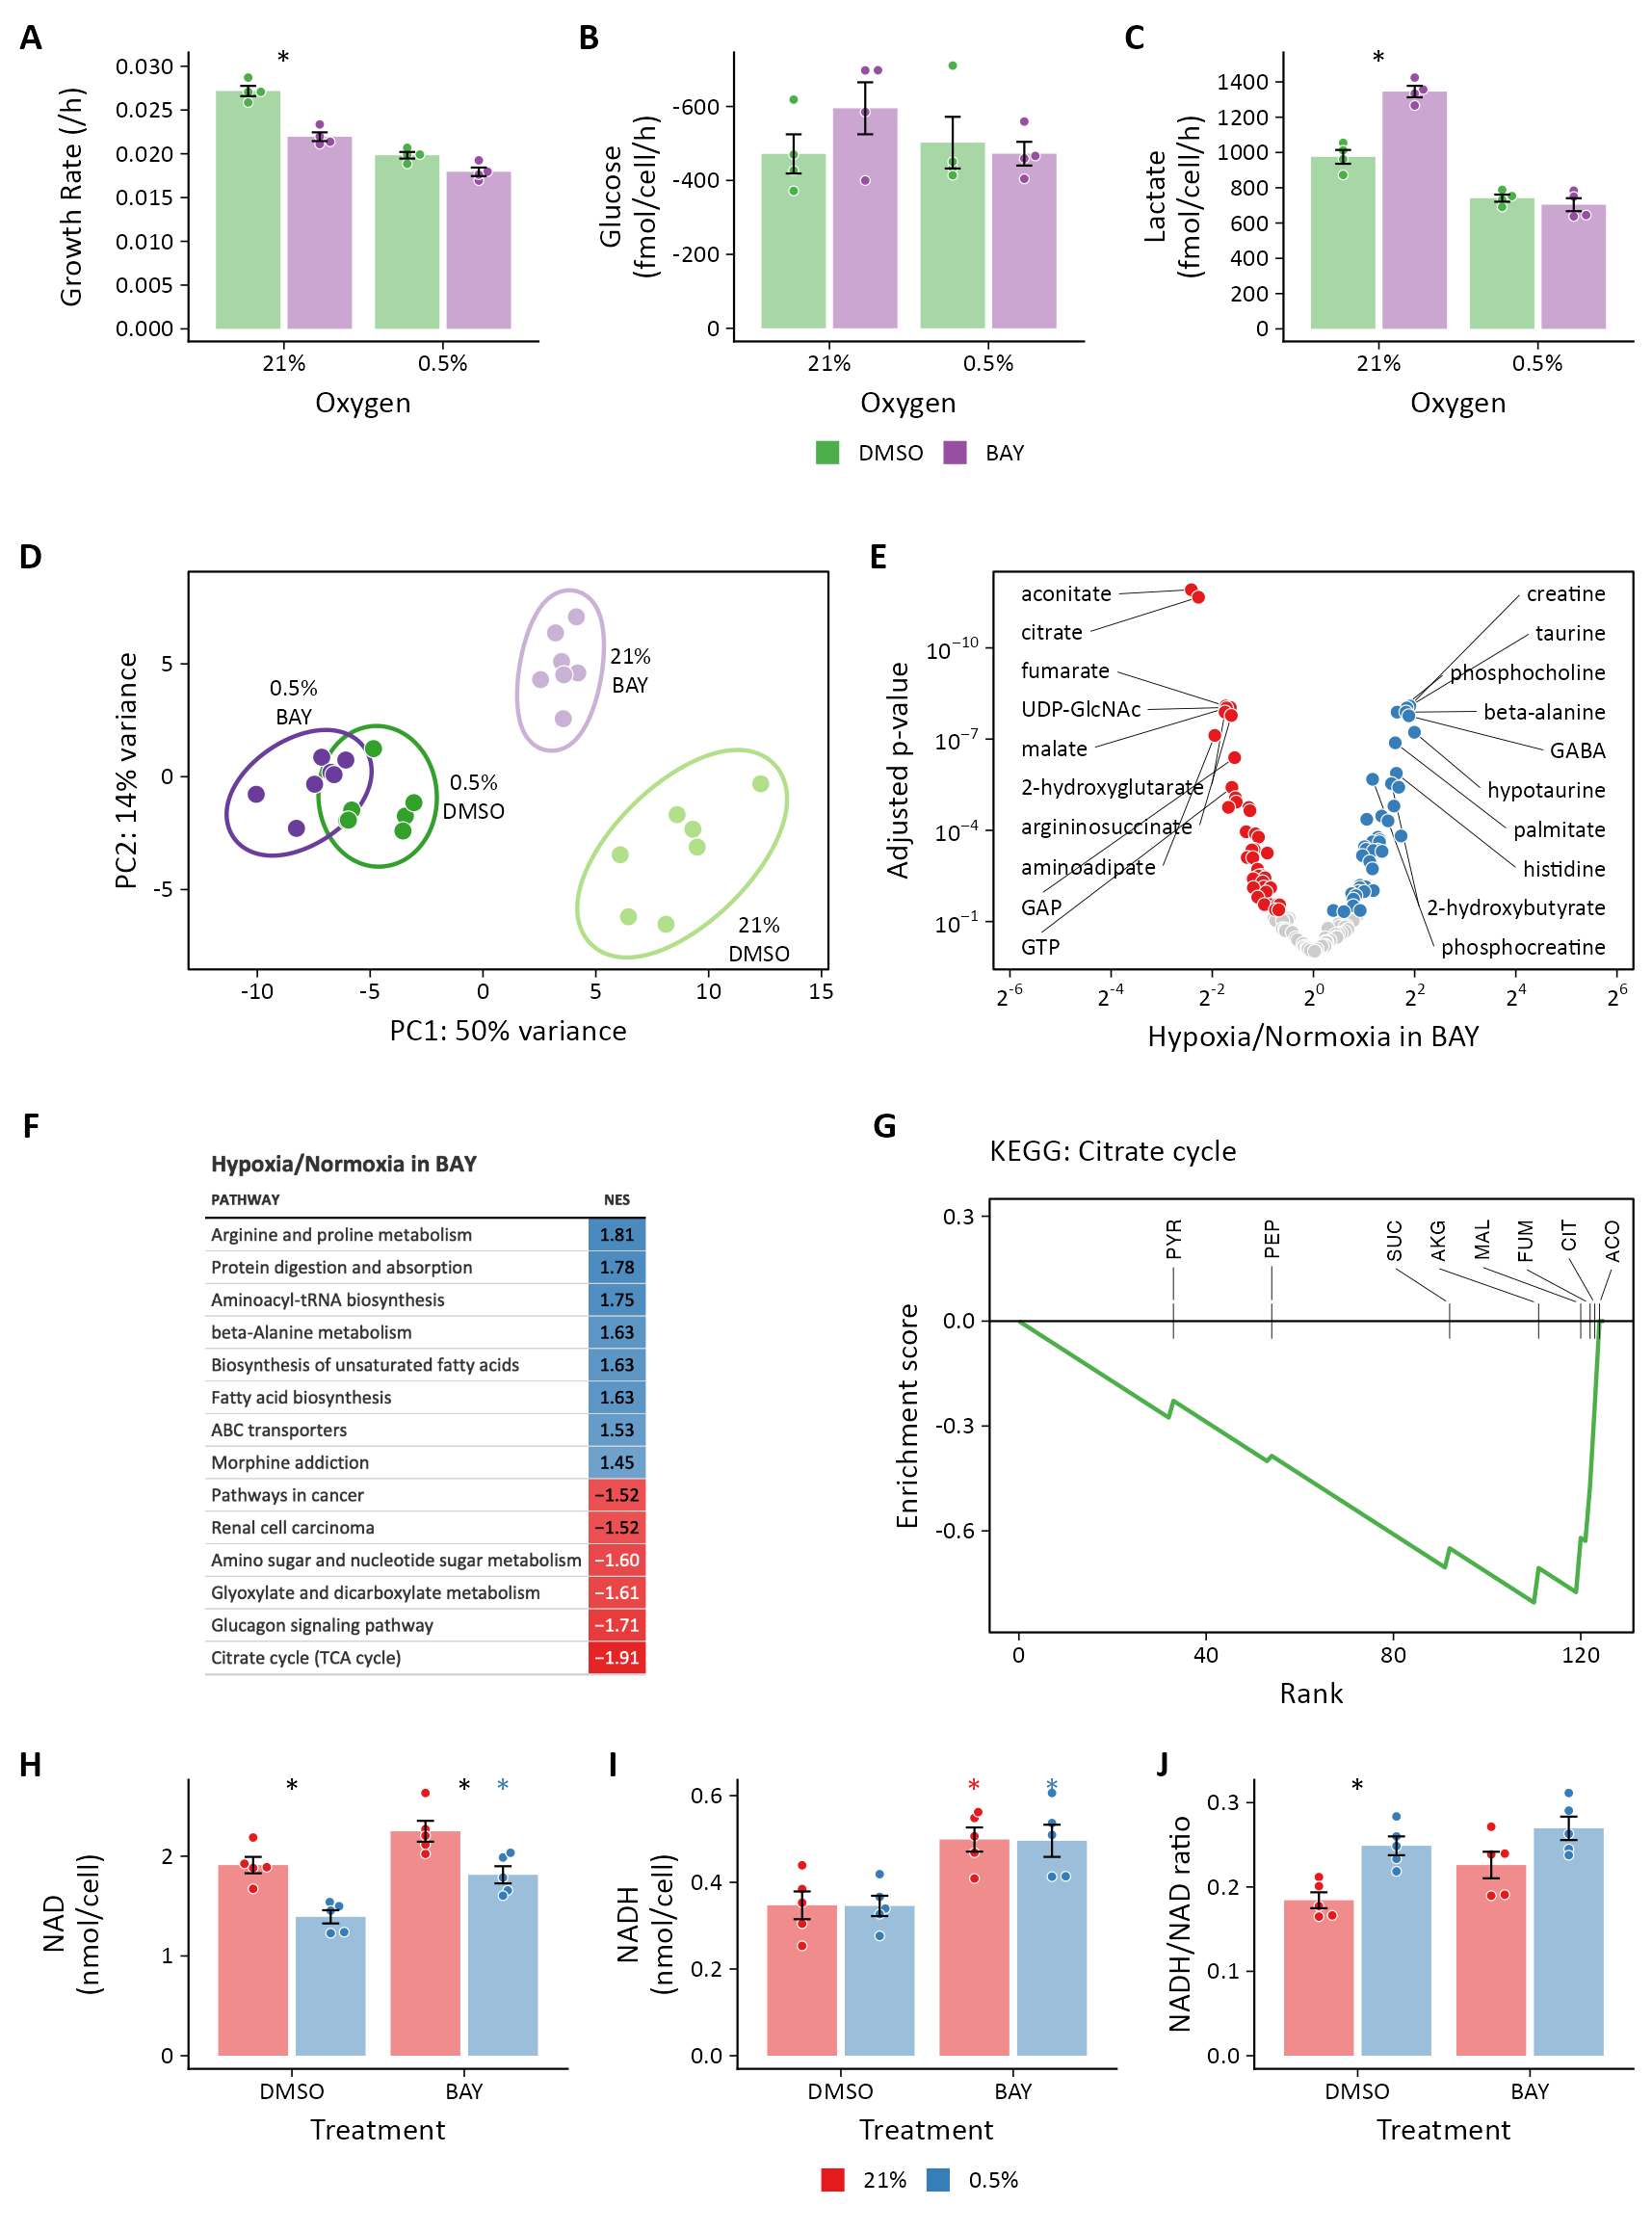 A
*
0.030
0.025
0.020
0.015
0.010
0.005
0.000
Growth Rate (/h)
21%
0.5%
Oxygen
B
-600
-400
-200
0
Glucose
(fmol/cell/h)
21%
0.5%
Oxygen
C
*
1400
1200
1000
800
600
400
200
0
Lactate
(fmol/cell/h)
21%
0.5%
Oxygen
DMSO
BAY
D
5
0
-5
PC2: 14% variance
0.5%
BAY
0.5%
DMSO
21%
BAY
21%
DMSO
-10
-5
0
5
10
15
PC1: 50% variance
E
10⁻¹⁰
10⁻⁷
10⁻⁴
10⁻¹
Adjusted p-value
aconitate
citrate
fumarate
UDP-GlcNAc
malate
2-hydroxyglutarate
argininosuccinate
aminoadipate
GAP
GTP
creatine
taurine
phosphocholine
beta-alanine
GABA
hypotaurine
palmitate
histidine
2-hydroxybutyrate
phosphocreatine
2⁻⁶
2⁻⁴
2⁻²
2⁰
2²
2⁴
2⁶
Hypoxia/Normoxia in BAY
F
Hypoxia/Normoxia in BAY
PATHWAY NES
Arginine and proline metabolism 1.81
Protein digestion and absorption 1.78
Aminoacyl-tRNA biosynthesis 1.75
beta-Alanine metabolism 1.63
Biosynthesis of unsaturated fatty acids 1.63
Fatty acid biosynthesis 1.63
ABC transporters 1.53
Morphine addiction 1.45
Pathways in cancer −1.52
Renal cell carcinoma −1.52
Amino sugar and nucleotide sugar metabolism −1.60
Glyoxylate and dicarboxylate metabolism −1.61
Glucagon signaling pathway −1.71
Citrate cycle (TCA cycle) −1.91
G
KEGG: Citrate cycle
0.3
0.0
-0.3
-0.6
Enrichment score
PYR
PEP
SUC
AKG
MAL
FUM
CIT
ACO
0
40
80
120
Rank
H
*
*
*
2
1
0
NAD
(nmol/cell)
DMSO
BAY
Treatment
I
*
*
0.6
0.4
0.2
0.0
NADH
(nmol/cell)
DMSO
BAY
Treatment
J
*
0.3
0.2
0.1
0.0
NADH/NAD ratio
DMSO
BAY
Treatment
21%
0.5%